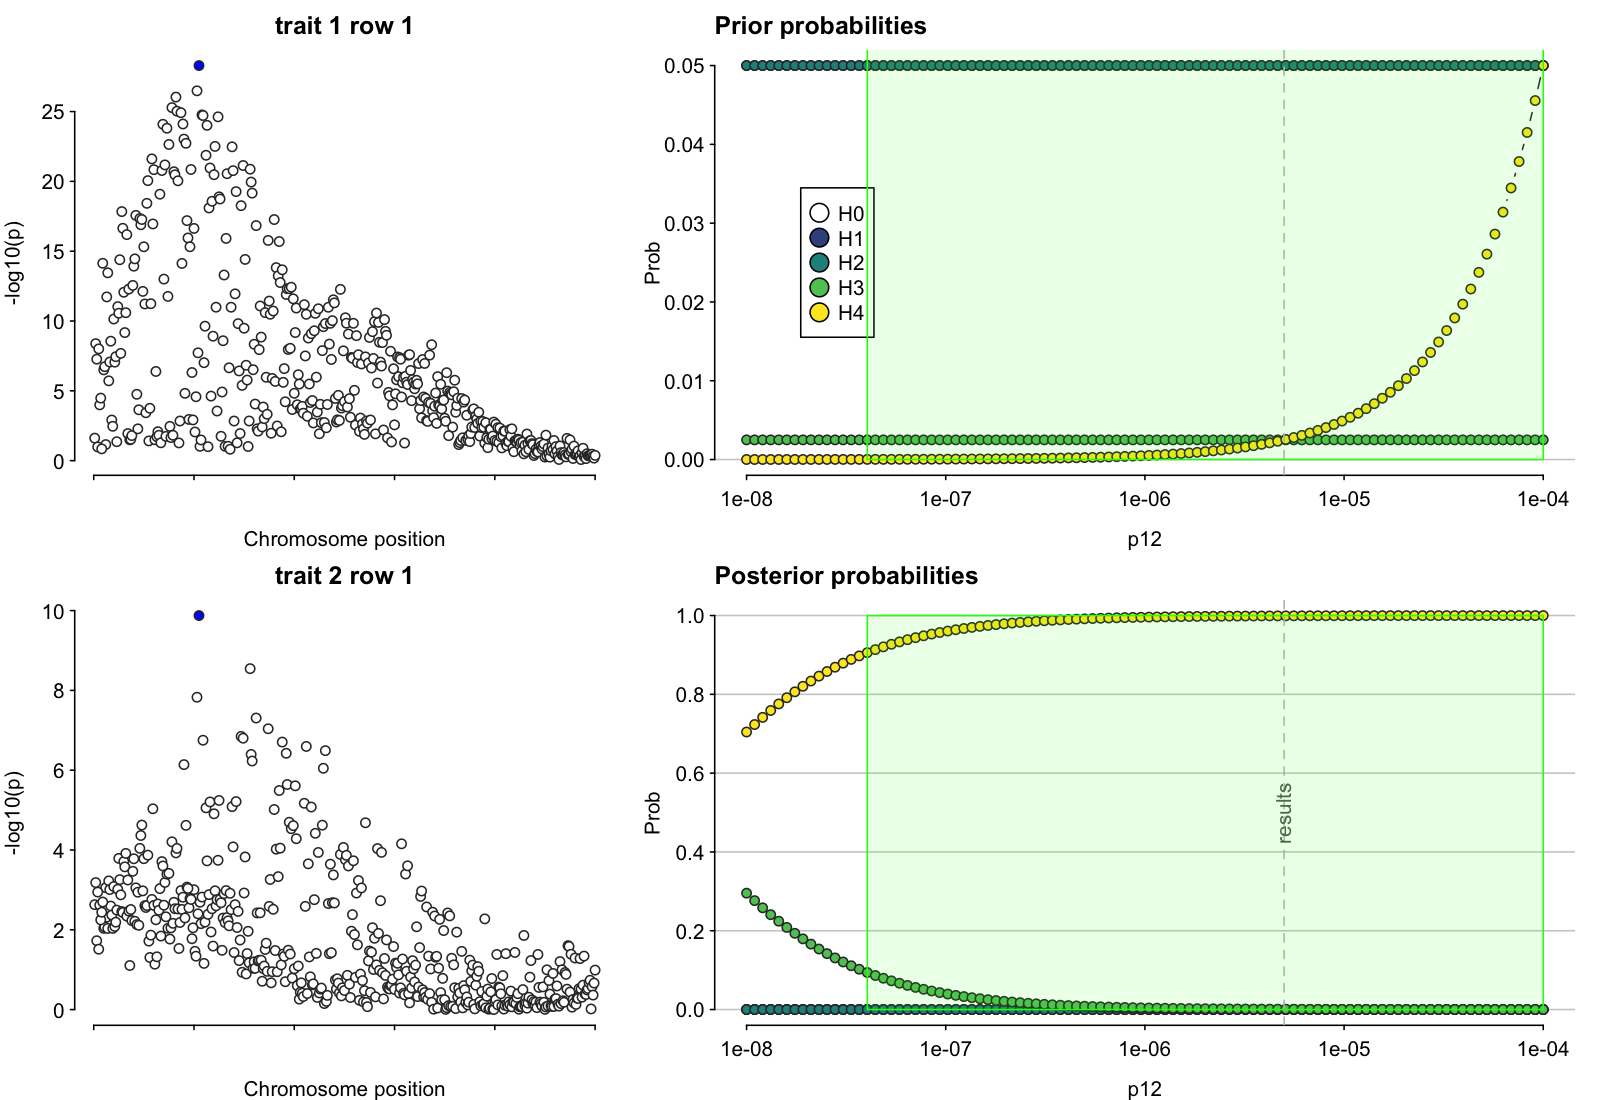 trait 1 row 1
-log10(p)
25
20
15
10
5
0
Chromosome position
Prior probabilities
Prob
0.05
0.04
0.03
0.02
0.01
0.00
H0
H1
H2
H3
H4
1e-08 1e-07 1e-06 1e-05 1e-04
p12
trait 2 row 1
-log10(p)
10
8
6
4
2
0
Chromosome position
Posterior probabilities
Prob
1.0
0.8
0.6
0.4
0.2
0.0
results
1e-08 1e-07 1e-06 1e-05 1e-04
p12